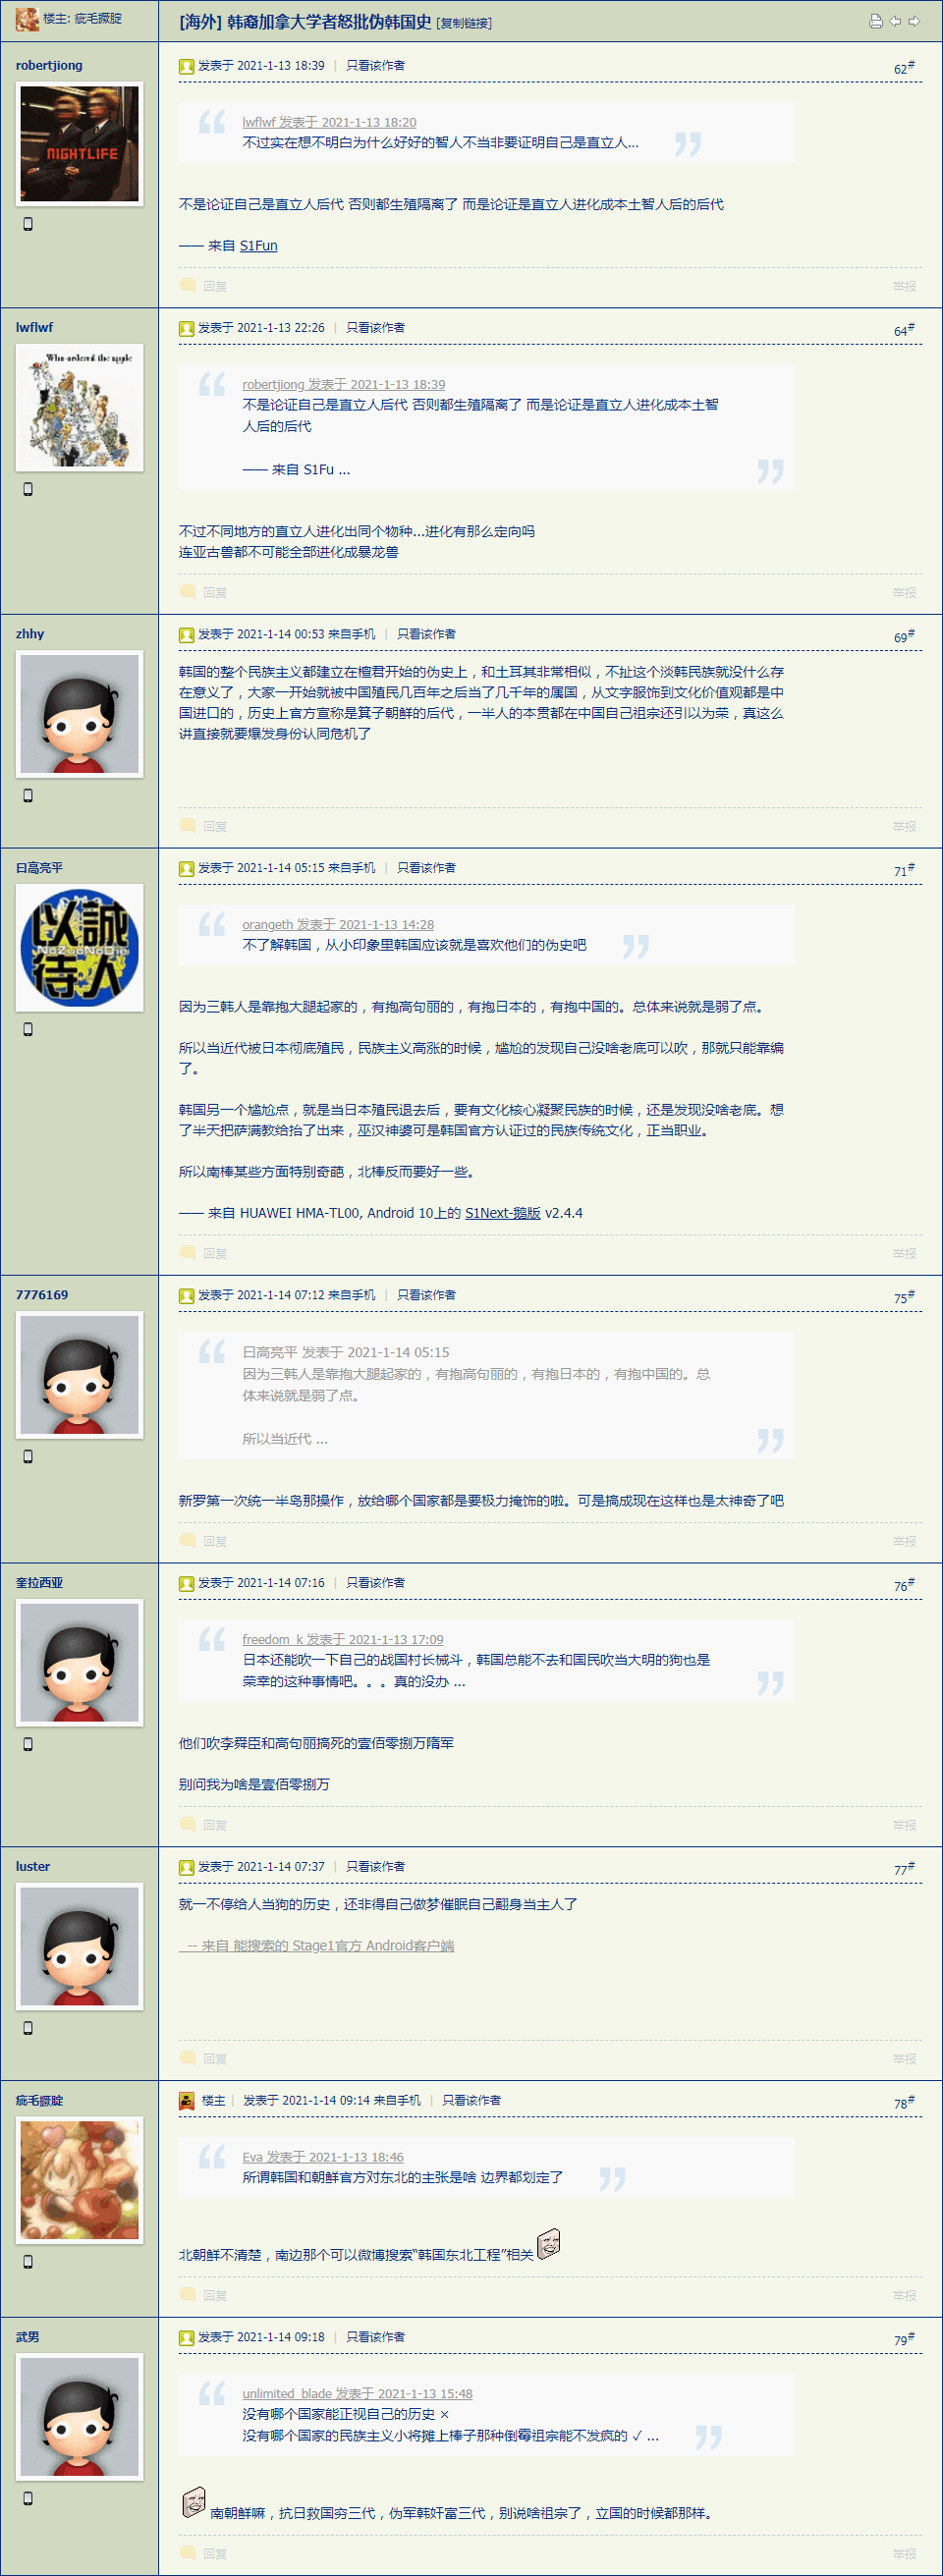 楼主: 疵毛撅腚
[海外] 韩裔加拿大学者怒批伪韩国史 [复制链接]
robertjiong
NIGHTLIFE
发表于 2021-1-13 18:39 | 只看该作者
62#
lwflwf 发表于 2021-1-13 18:20
不过实在想不明白为什么好好的智人不当非要证明自己是直立人...
不是论证自己是直立人后代 否则都生殖隔离了 而是论证是直立人进化成本土智人后的后代
—— 来自 S1Fun
回复
举报
lwflwf
Who ordered the apple
发表于 2021-1-13 22:26 | 只看该作者
64#
robertjiong 发表于 2021-1-13 18:39
不是论证自己是直立人后代 否则都生殖隔离了 而是论证是直立人进化成本土智
人后的后代
—— 来自 S1Fu ...
不过不同地方的直立人进化出同个物种...进化有那么定向吗
连亚古兽都不可能全部进化成暴龙兽
回复
举报
zhhy
发表于 2021-1-14 00:53 来自手机 | 只看该作者
69#
韩国的整个民族主义都建立在檀君开始的伪史上，和土耳其非常相似，不扯这个淡韩民族就没什么存
在意义了，大家一开始就被中国殖民几百年之后当了几千年的属国，从文字服饰到文化价值观都是中
国进口的，历史上官方宣称是箕子朝鲜的后代，一半人的本贯都在中国自己祖宗还引以为荣，真这么
讲直接就要爆发身份认同危机了
回复
举报
日高亮平
以誠
NoZuoNoDie
待人
发表于 2021-1-14 05:15 来自手机 | 只看该作者
71#
orangeth 发表于 2021-1-13 14:28
不了解韩国，从小印象里韩国应该就是喜欢他们的伪史吧
因为三韩人是靠抱大腿起家的，有抱高句丽的，有抱日本的，有抱中国的。总体来说就是弱了点。
所以当近代被日本彻底殖民，民族主义高涨的时候，尴尬的发现自己没啥老底可以吹，那就只能靠编
了。
韩国另一个尴尬点，就是当日本殖民退去后，要有文化核心凝聚民族的时候，还是发现没啥老底。想
了半天把萨满教给抬了出来，巫汉神婆可是韩国官方认证过的民族传统文化，正当职业。
所以南棒某些方面特别奇葩，北棒反而要好一些。
—— 来自 HUAWEI HMA-TL00, Android 10上的 S1Next-鹅版 v2.4.4
回复
举报
7776169
发表于 2021-1-14 07:12 来自手机 | 只看该作者
75#
日高亮平 发表于 2021-1-14 05:15
因为三韩人是靠抱大腿起家的，有抱高句丽的，有抱日本的，有抱中国的。总
体来说就是弱了点。
所以当近代 ...
新罗第一次统一半岛那操作，放给哪个国家都是要极力掩饰的啦。可是搞成现在这样也是太神奇了吧
回复
举报
奎拉西亚
发表于 2021-1-14 07:16 | 只看该作者
76#
freedom_k 发表于 2021-1-13 17:09
日本还能吹一下自己的战国村长械斗，韩国总能不去和国民吹当大明的狗也是
荣幸的这种事情吧。。。真的没办 ...
他们吹李舜臣和高句丽搞死的壹佰零捌万隋军
别问我为啥是壹佰零捌万
回复
举报
luster
发表于 2021-1-14 07:37 | 只看该作者
77#
就一不停给人当狗的历史，还非得自己做梦催眠自己翻身当主人了
-- 来自 能搜索的 Stage1官方 Android客户端
回复
举报
疵毛撅腚
楼主 | 发表于 2021-1-14 09:14 来自手机 | 只看该作者
78#
Eva 发表于 2021-1-13 18:46
所谓韩国和朝鲜官方对东北的主张是啥 边界都划定了
北朝鲜不清楚，南边那个可以微博搜索“韩国东北工程”相关
回复
举报
武男
发表于 2021-1-14 09:18 | 只看该作者
79#
unlimited_blade 发表于 2021-1-13 15:48
没有哪个国家能正视自己的历史 ×
没有哪个国家的民族主义小将摊上棒子那种倒霉祖宗能不发疯的 √ ...
南朝鲜嘛，抗日救国穷三代，伪军韩奸富三代，别说啥祖宗了，立国的时候都那样。
回复
举报